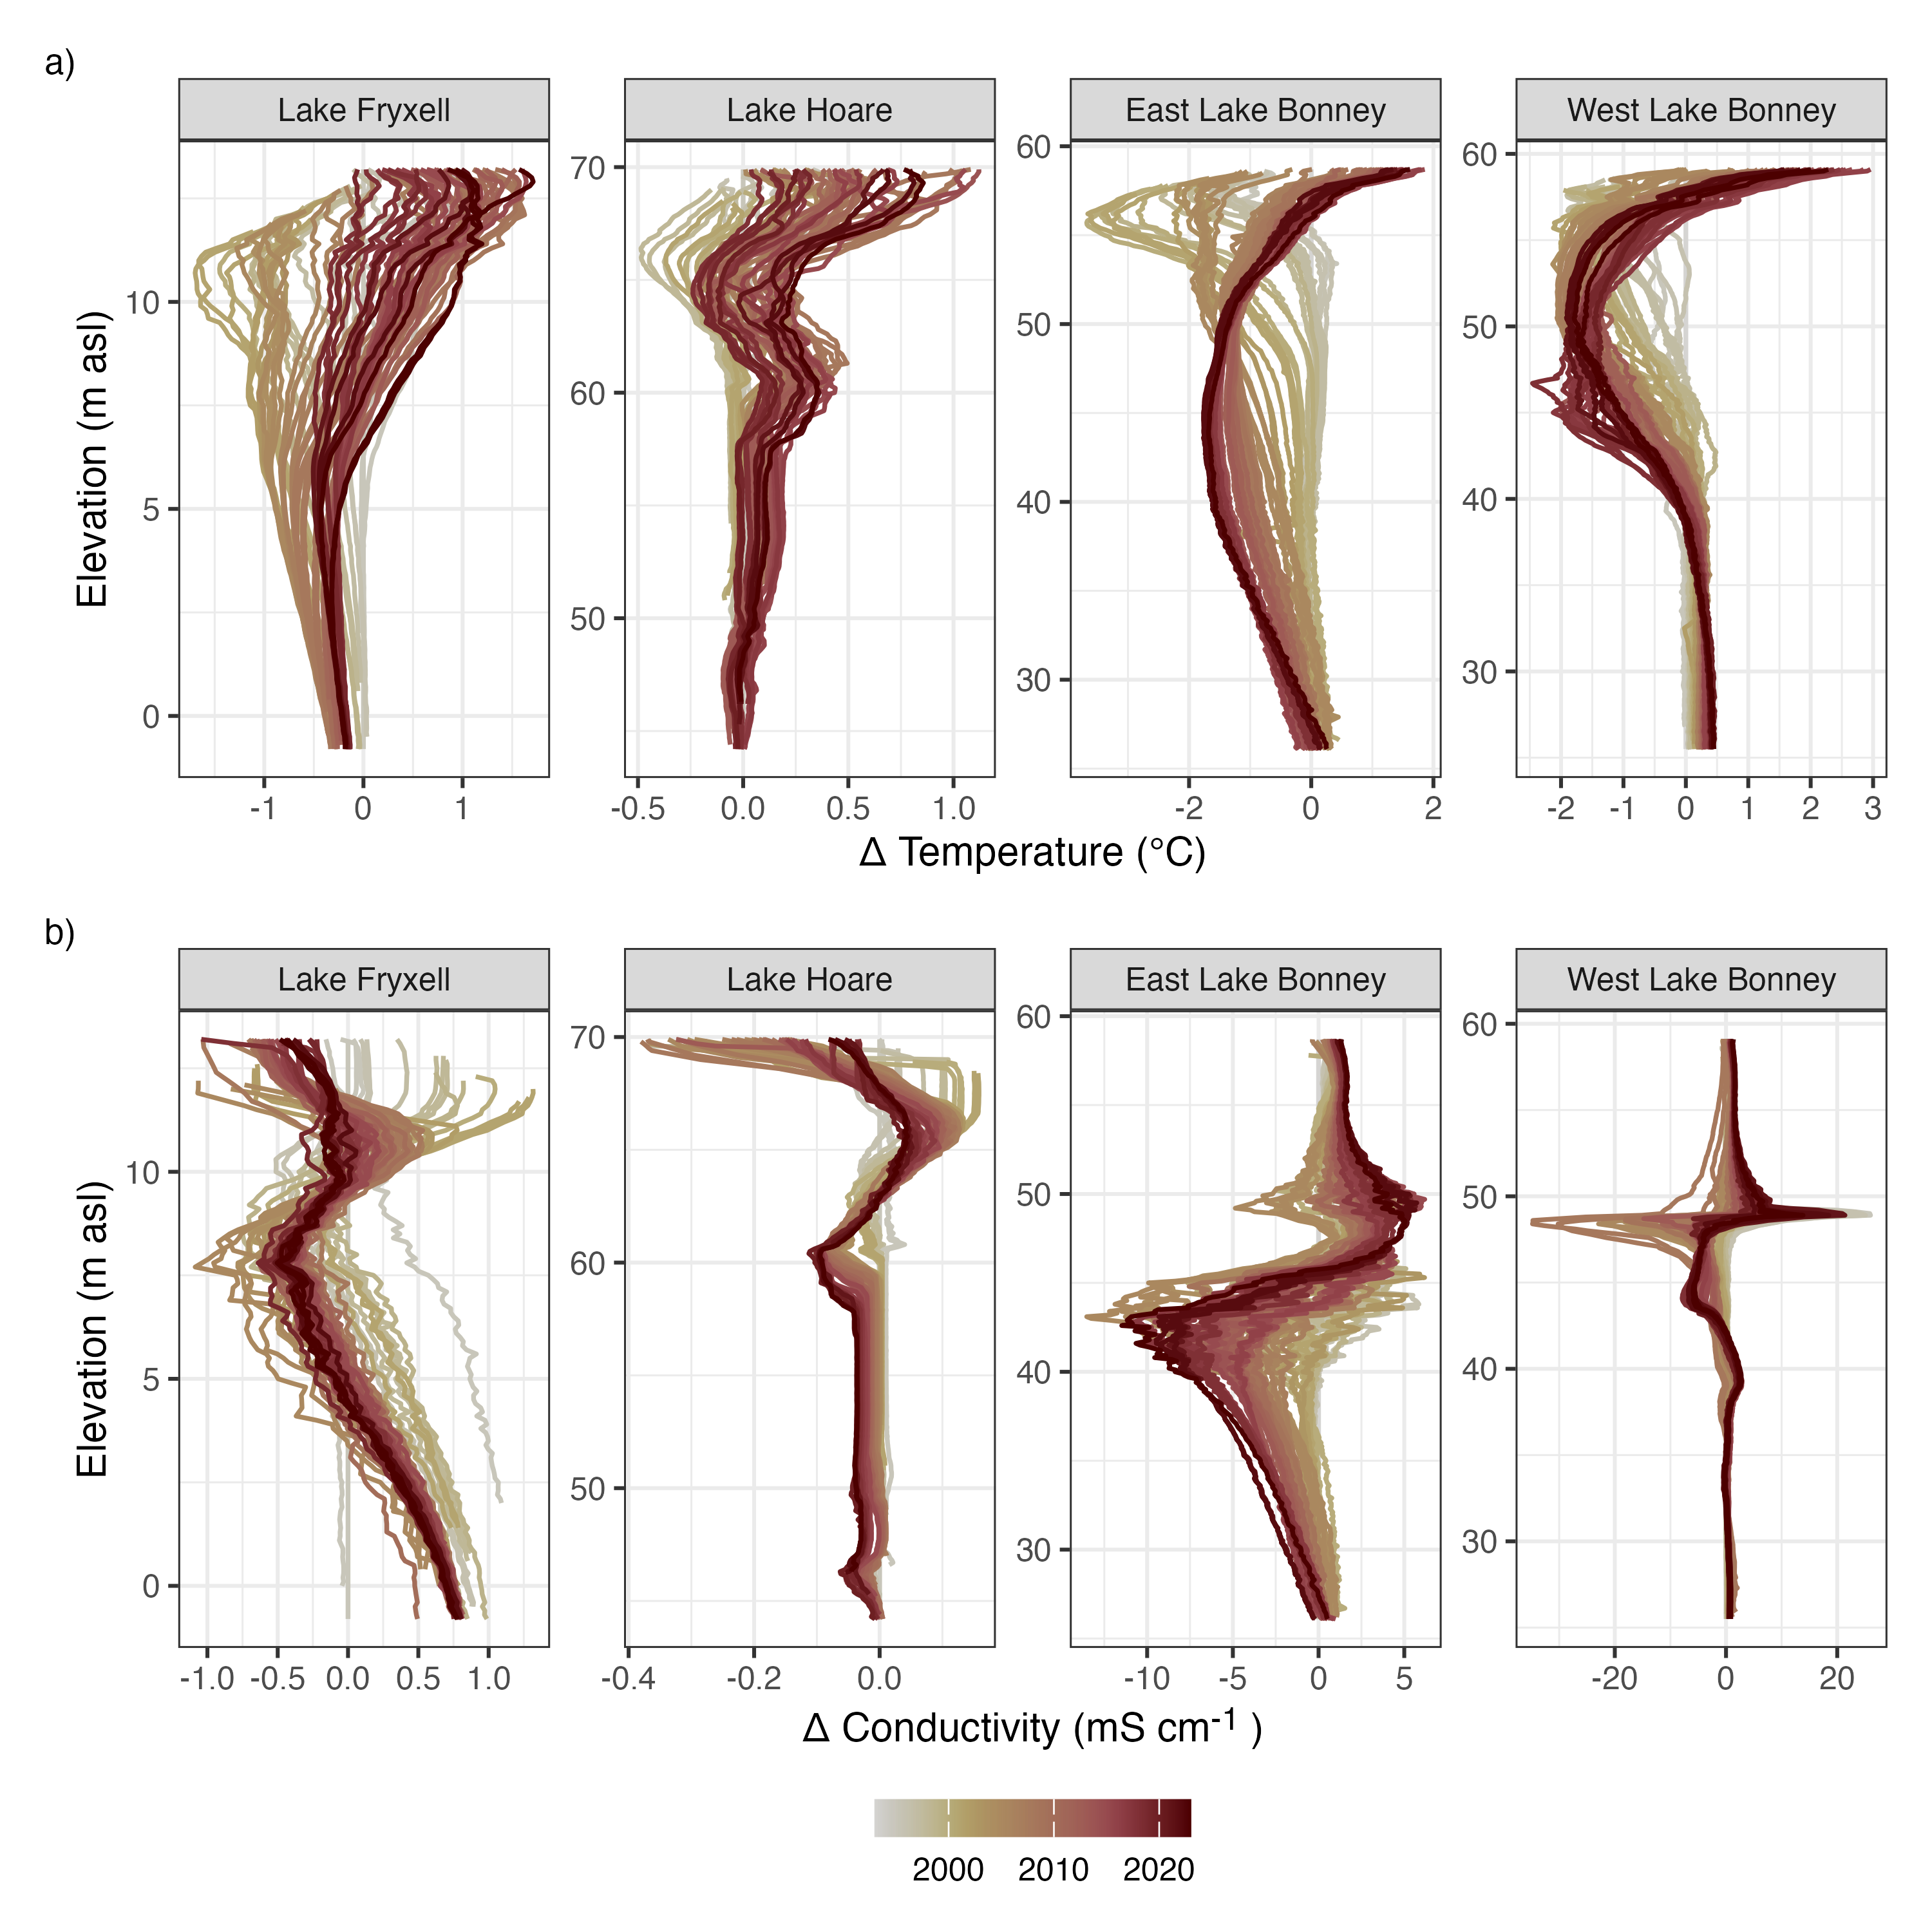 a)
Lake Fryxell Lake Hoare East Lake Bonney West Lake Bonney
Elevation (m asl)
10
5
0
70
60
50
60
50
40
30
60
50
40
30
-1 0 1
-0.5 0.0 0.5 1.0
-2 0 2
-2 -1 0 1 2 3
Δ Temperature (°C)
b)
Lake Fryxell Lake Hoare East Lake Bonney West Lake Bonney
Elevation (m asl)
10
5
0
70
60
50
60
50
40
30
60
50
40
30
-1.0 -0.5 0.0 0.5 1.0
-0.4 -0.2 0.0
-10 -5 0 5
-20 0 20
Δ Conductivity (mS cm-1 )
2000 2010 2020